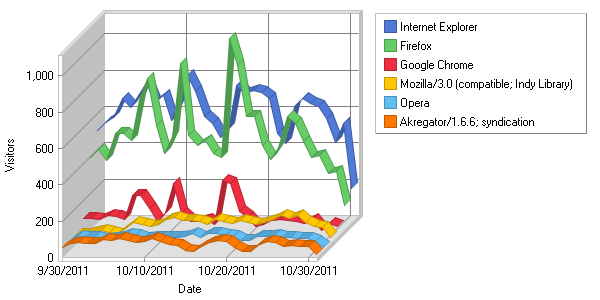 Internet Explorer
Firefox
Google Chrome
Mozilla/3.0 (compatible; Indy Library)
Opera
Akregator/1.6.6; syndication
Visitors
1,000
800
600
400
200
0
9/30/2011 10/10/2011 10/20/2011 10/30/2011
Date